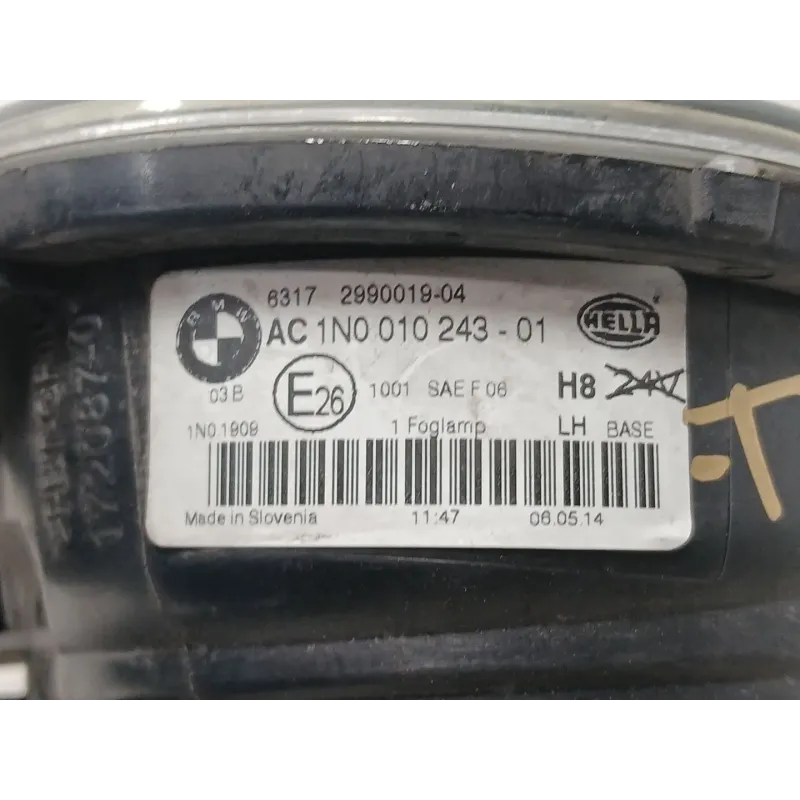 6317 2990019-04
BMW
AC 1N0 010 243 - 01
HELLA
03 B
E26
1001 SAE F 06
H8
1N0.1909
1 Foglamp
LH BASE
Made in Slovenia
11:47
06.05.14